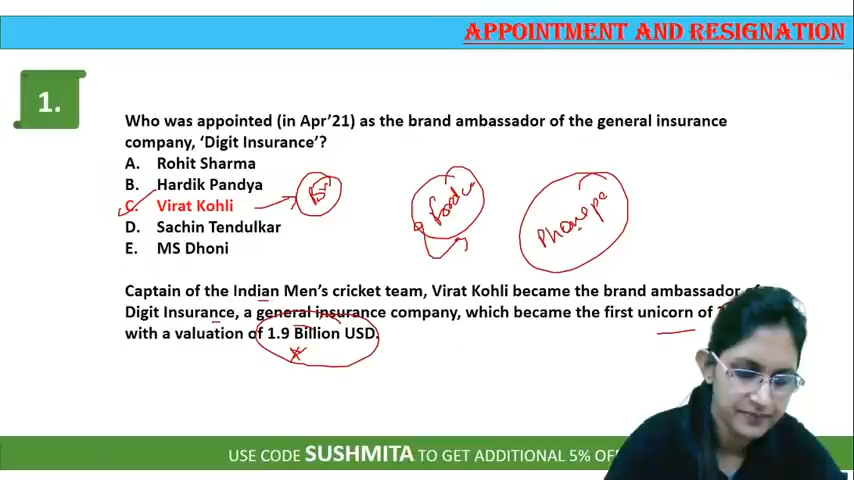 APPOINTMENT AND RESIGNATION
1.
Who was appointed (in Apr’21) as the brand ambassador of the general insurance
company, ‘Digit Insurance’?
A. Rohit Sharma
B. Hardik Pandya
C. Virat Kohli
D. Sachin Tendulkar
E. MS Dhoni
Phonepe
Captain of the Indian Men’s cricket team, Virat Kohli became the brand ambassador of
Digit Insurance, a general insurance company, which became the first unicorn of
with a valuation of 1.9 Billion USD.
USE CODE SUSHMITA TO GET ADDITIONAL 5% OFF